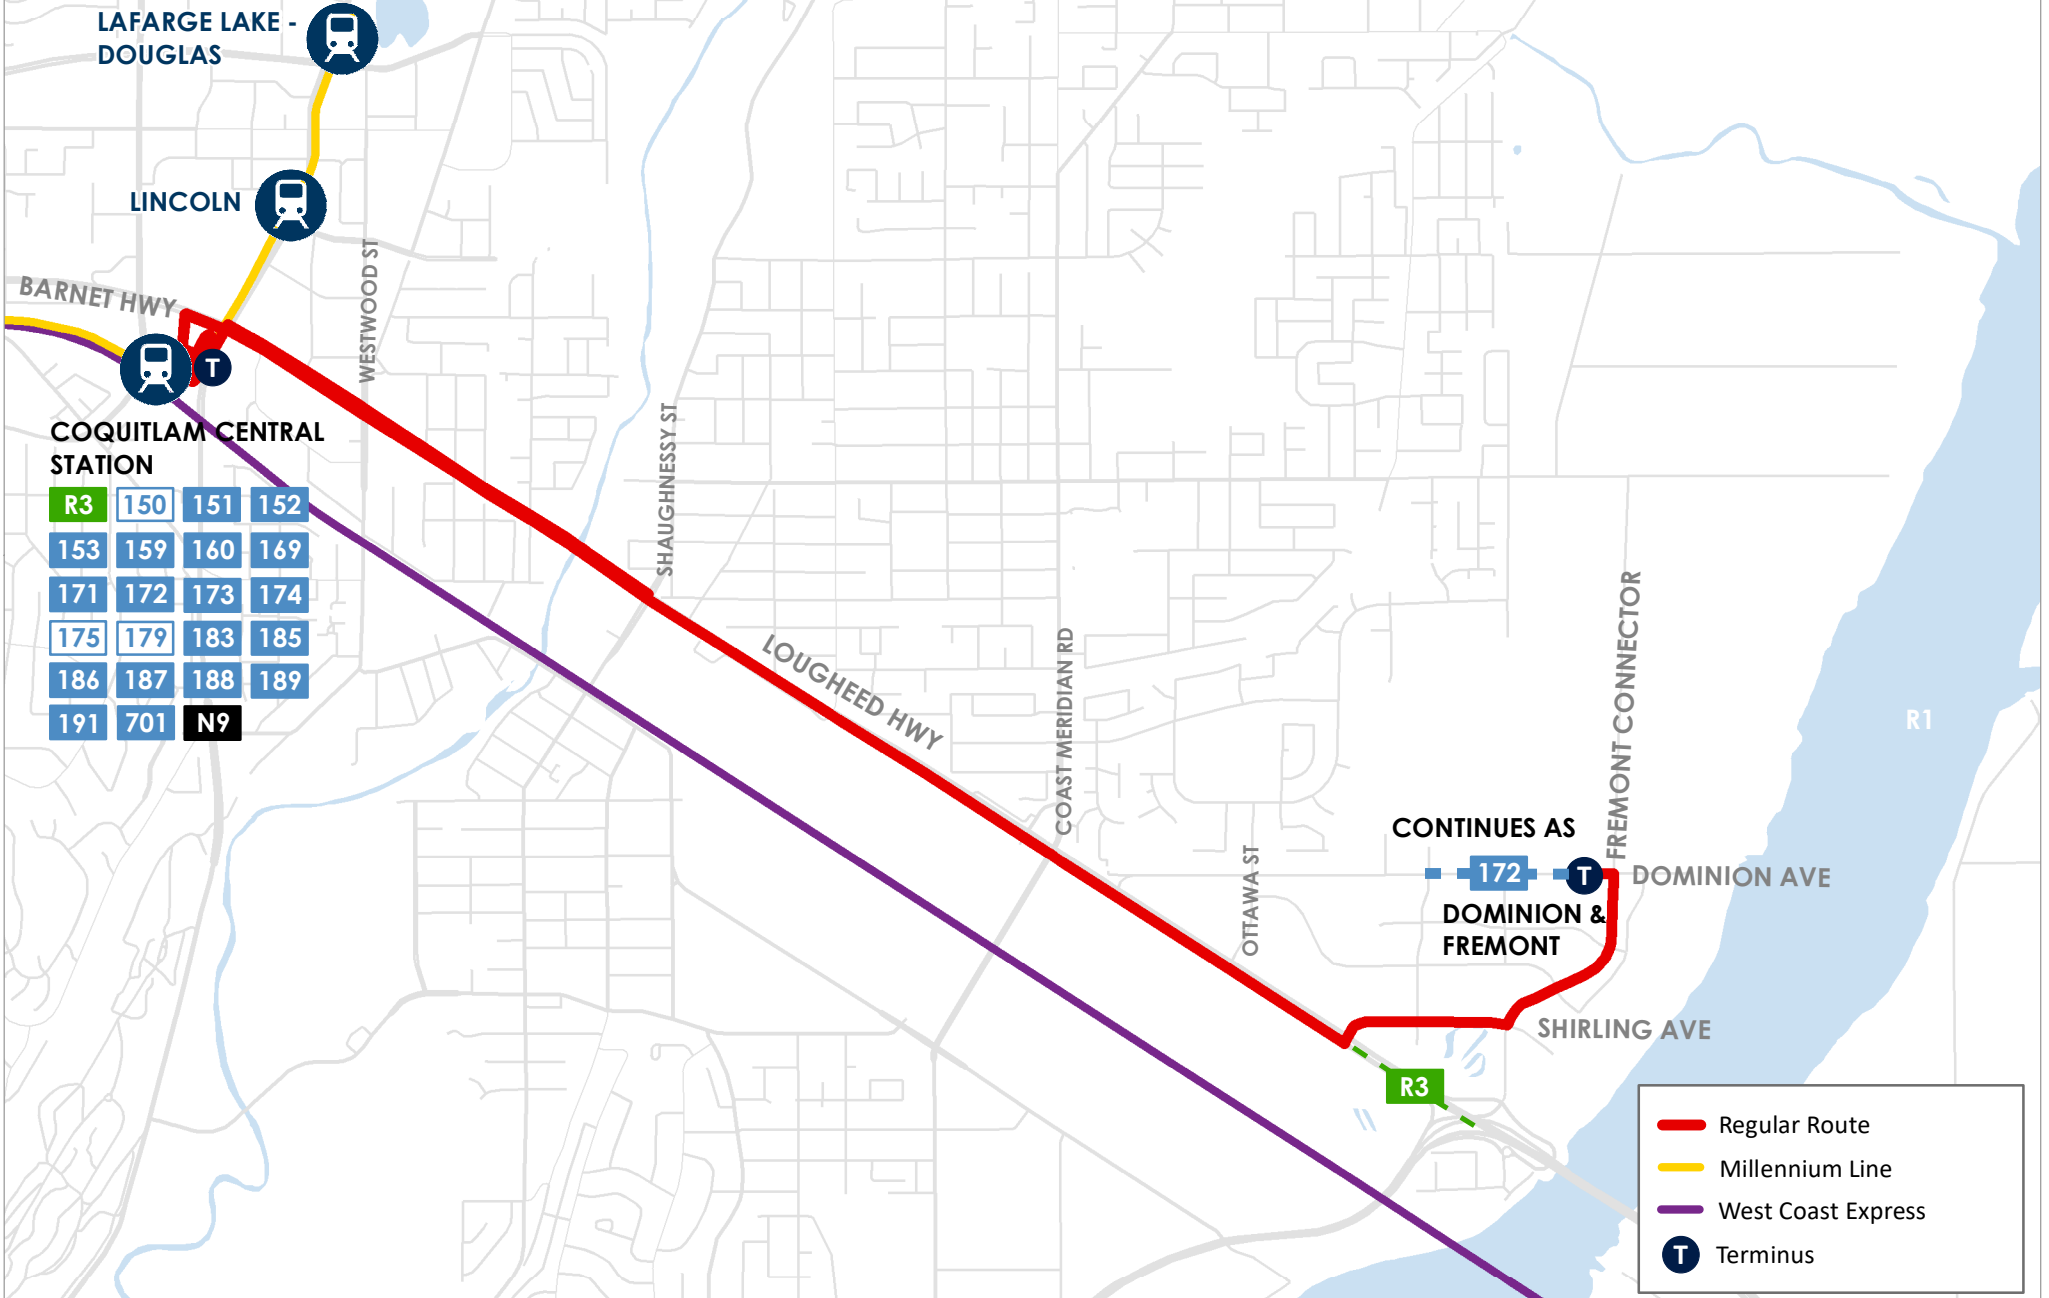 LAFARGE LAKE -
DOUGLAS
LINCOLN
BARNET HWY
WESTWOOD ST
T
COQUITLAM CENTRAL
STATION
R3 150 151 152
153 159 160 169
171 172 173 174
175 179 183 185
186 187 188 189
191 701 N9
SHAUGHNESSY ST
LOUGHEED HWY
COAST MERIDIAN RD
OTTAWA ST
FREMONT CONNECTOR
R1
CONTINUES AS
172 T DOMINION AVE
DOMINION &
FREMONT
SHIRLING AVE
R3
Regular Route
Millennium Line
West Coast Express
T Terminus